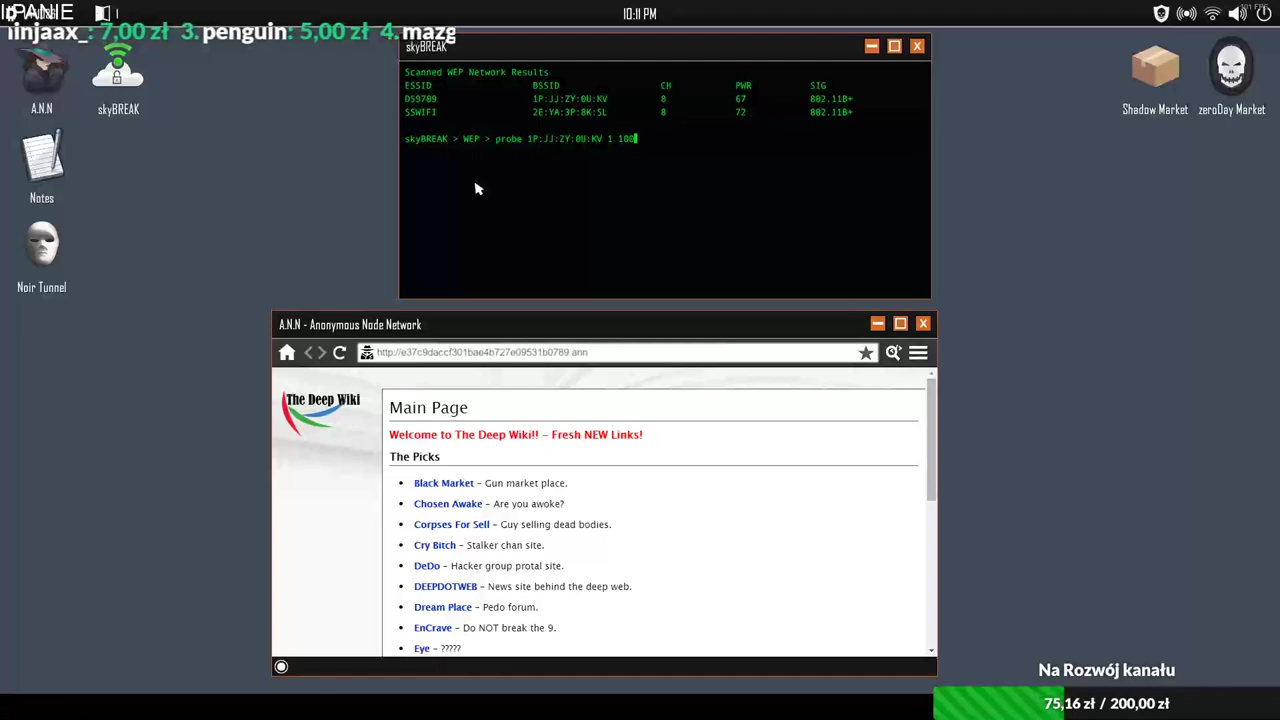 10:11 PM
linjaax_: 7,00 zł 3. penguin: 5,00 zł 4. mazg
A.N.N
skyBREAK
Notes
Noir Tunnel
Shadow Market
zeroDay Market
skyBREAK
Scanned WEP Network Results
ESSID BSSID CH PWR SIG
D59709 1P:JJ:ZY:0U:KV 8 67 802.11B+
SSWIFI 2E:YA:3P:8K:SL 8 72 802.11B+
skyBREAK > WEP > probe 1P:JJ:ZY:0U:KV 1 100
A.N.N - Anonymous Node Network
http://e37c9daccf301bae4b727e09531b0789.ann
The Deep Wiki
Main Page
Welcome to The Deep Wiki!! – Fresh NEW Links!
The Picks
Black Market – Gun market place.
Chosen Awake – Are you awoke?
Corpses For Sell – Guy selling dead bodies.
Cry Bitch – Stalker chan site.
DeDo – Hacker group protal site.
DEEPDOTWEB – News site behind the deep web.
Dream Place – Pedo forum.
EnCrave – Do NOT break the 9.
Eye – ?????
Na Rozwój kanału
75,16 zł / 200,00 zł